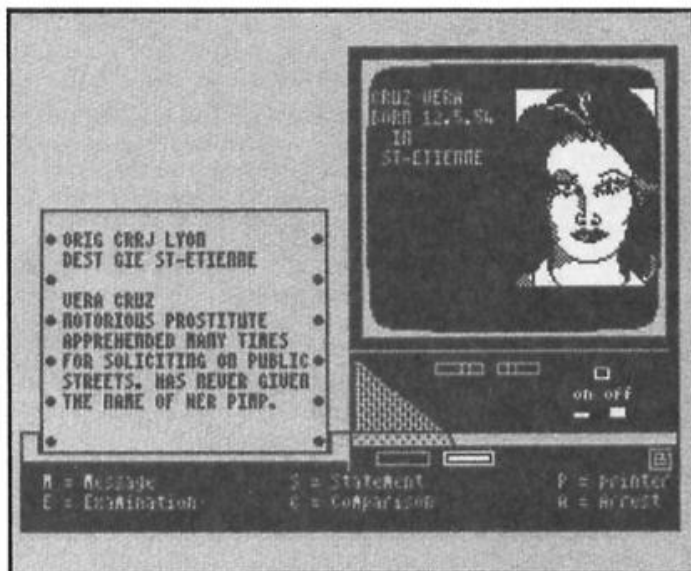 ORIG CRRJ LYON
DEST GIE ST-ETIENNE
VERA CRUZ
NOTORIOUS PROSTITUTE
APPREHENDED MANY TIMES
FOR SOLICITING ON PUBLIC
STREETS. HAS NEVER GIVEN
THE NAME OF HER PIMP.
CRUZ VERA
BORN 12.5.54
IN
ST-ETIENNE
on off
M = Message S = Statement P = printer
E = Examination C = Comparison A = Arrest